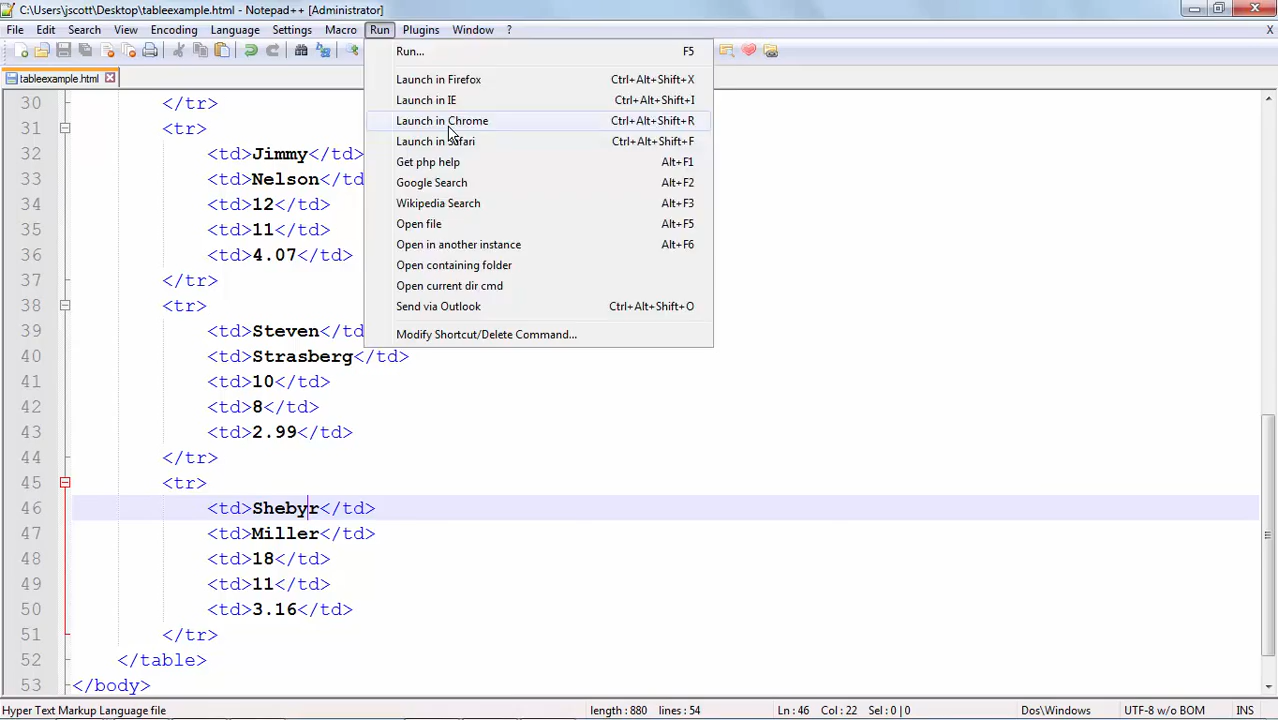 C:\Users\jscott\Desktop\tableexample.html - Notepad++ [Administrator]
File Edit Search View Encoding Language Settings Macro Run Plugins Window ? X
tableexample.html
Run... F5
Launch in Firefox Ctrl+Alt+Shift+X
Launch in IE Ctrl+Alt+Shift+I
Launch in Chrome Ctrl+Alt+Shift+R
Launch in Safari Ctrl+Alt+Shift+F
Get php help Alt+F1
Google Search Alt+F2
Wikipedia Search Alt+F3
Open file Alt+F5
Open in another instance Alt+F6
Open containing folder
Open current dir cmd
Send via Outlook Ctrl+Alt+Shift+O
Modify Shortcut/Delete Command...
30 </tr>
31 <tr>
32 <td>Jimmy</td>
33 <td>Nelson</td
34 <td>12</td>
35 <td>11</td>
36 <td>4.07</td>
37 </tr>
38 <tr>
39 <td>Steven</td
40 <td>Strasberg</td>
41 <td>10</td>
42 <td>8</td>
43 <td>2.99</td>
44 </tr>
45 <tr>
46 <td>Shebyr</td>
47 <td>Miller</td>
48 <td>18</td>
49 <td>11</td>
50 <td>3.16</td>
51 </tr>
52 </table>
53 </body>
Hyper Text Markup Language file length : 880 lines : 54 Ln : 46 Col : 22 Sel : 0 | 0 Dos\Windows UTF-8 w/o BOM INS